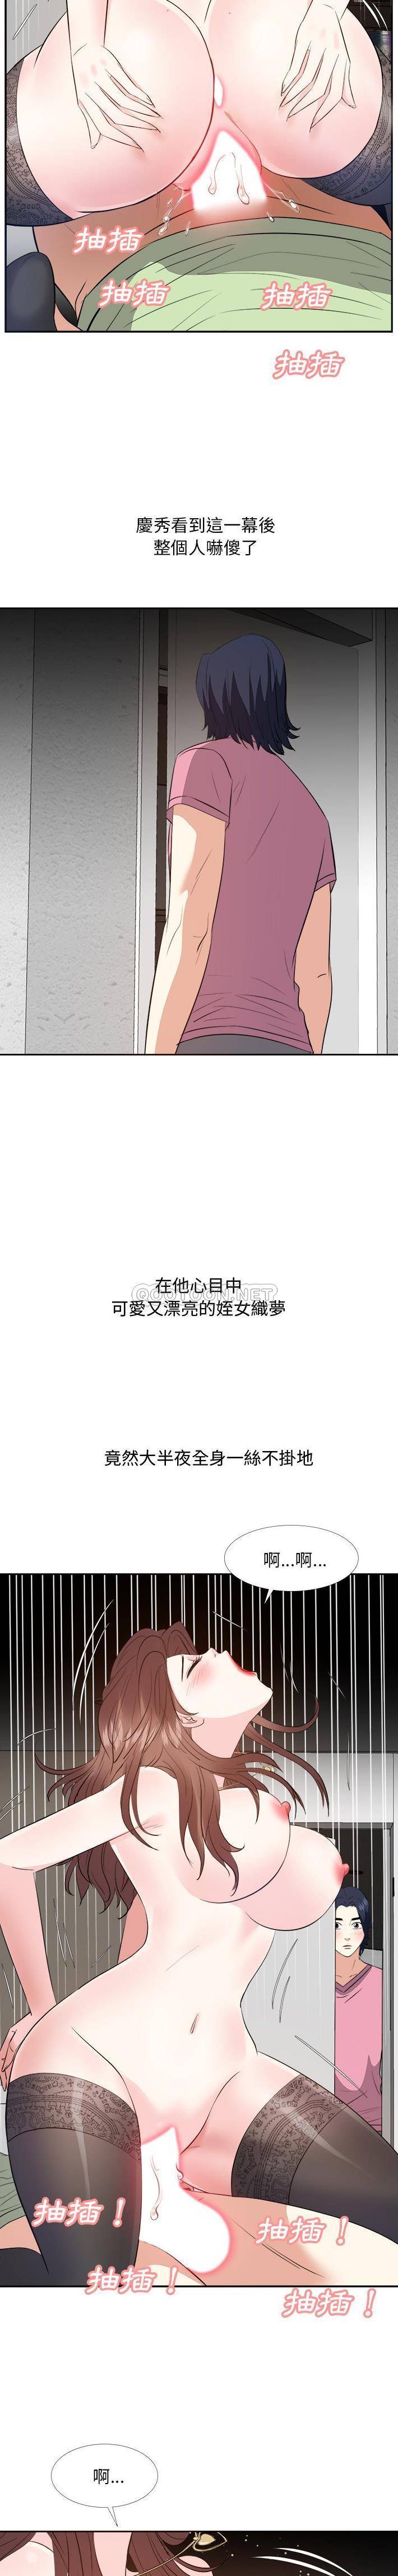 抽插
抽插
抽插
抽插
慶秀看到這一幕後
整個人嚇傻了
在他心目中
QOOTOON.NET
可愛又漂亮的姪女織夢
竟然大半夜全身一絲不掛地
啊...啊...
抽插！
抽插！
抽插！
抽插！
啊...